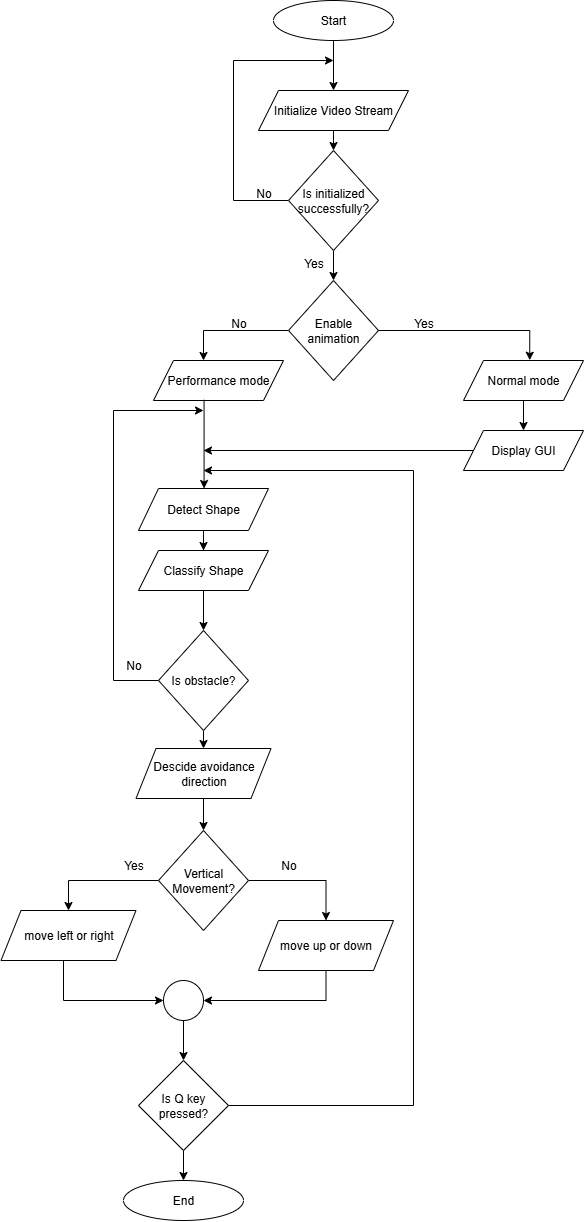 Start
Initialize Video Stream
Is initialized
successfully?
No
Yes
Enable
animation
No
Yes
Performance mode
Normal mode
Display GUI
Detect Shape
Classify Shape
Is obstacle?
No
Descide avoidance
direction
Vertical
Movement?
Yes
No
move left or right
move up or down
Is Q key
pressed?
End